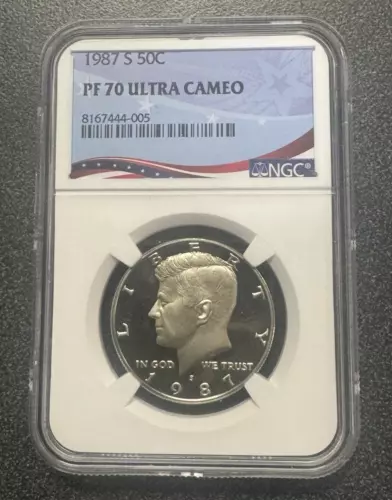 1987 S 50C
PF 70 ULTRA CAMEO
8167444-005
NGC®
LIBERTY
IN GOD WE TRUST
S
1987